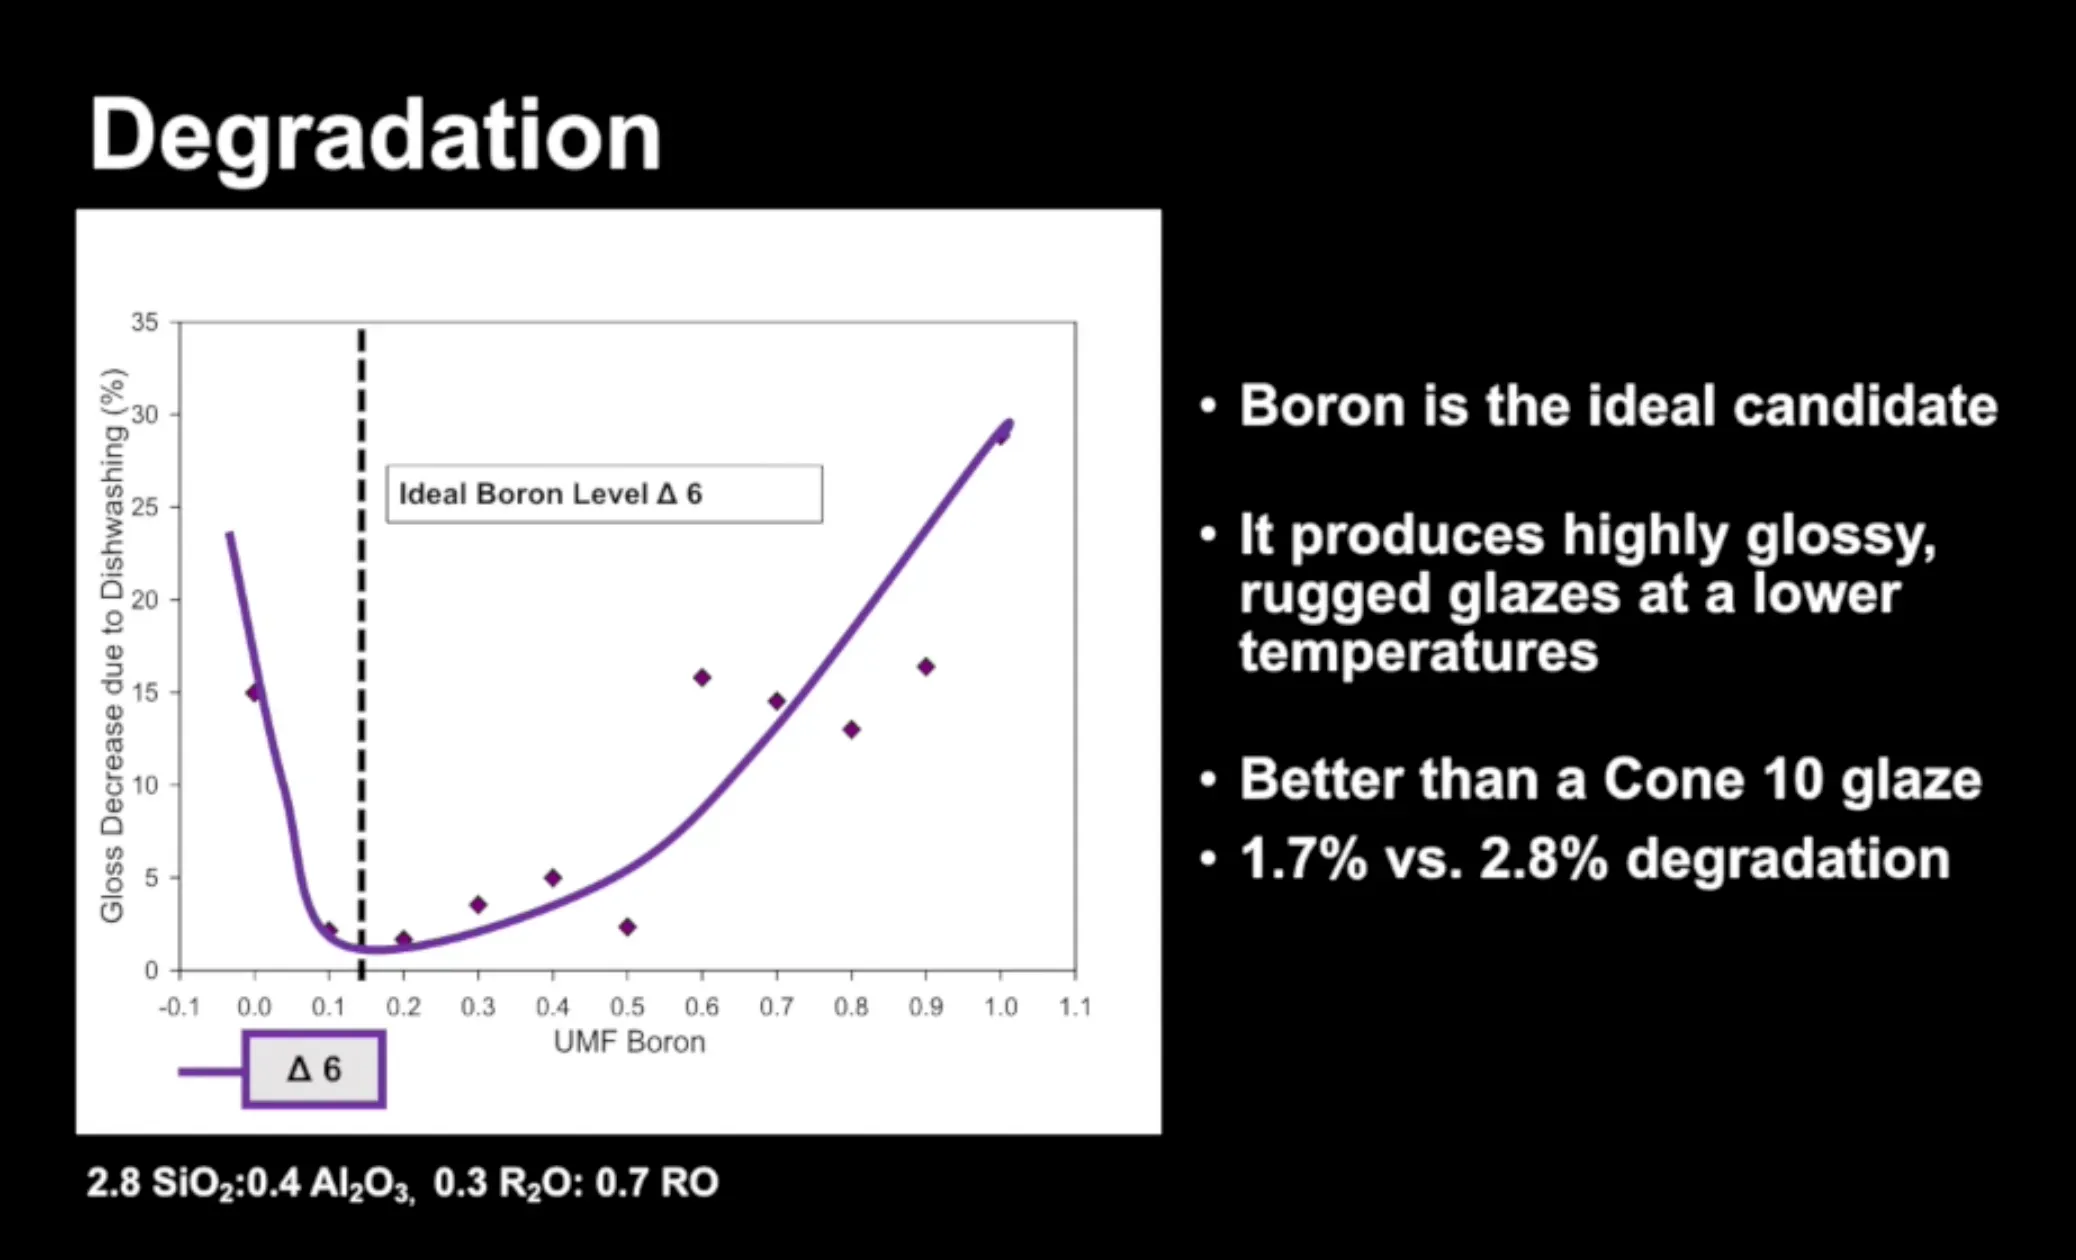 Degradation
35
30
25
20
15
10
5
0
Gloss Decrease due to Dishwashing (%)
Ideal Boron Level Δ 6
-0.1 0.0 0.1 0.2 0.3 0.4 0.5 0.6 0.7 0.8 0.9 1.0 1.1
UMF Boron
Δ 6
2.8 SiO₂:0.4 Al₂O₃, 0.3 R₂O: 0.7 RO
• Boron is the ideal candidate
• It produces highly glossy,
rugged glazes at a lower
temperatures
• Better than a Cone 10 glaze
• 1.7% vs. 2.8% degradation